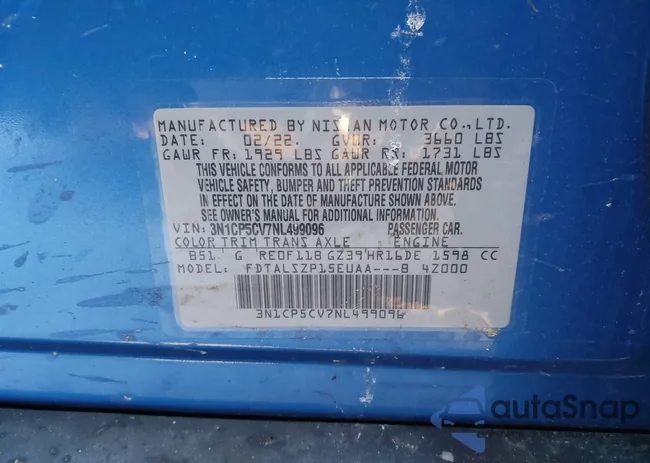 MANUFACTURED BY NISSAN MOTOR CO.,LTD.
DATE: 02/22. GVWR: 3660 LBS
GAWR FR: 1929 LBS GAWR RR: 1731 LBS
THIS VEHICLE CONFORMS TO ALL APPLICABLE FEDERAL MOTOR
VEHICLE SAFETY, BUMPER AND THEFT PREVENTION STANDARDS
IN EFFECT ON DATE OF MANUFACTURE SHOWN ABOVE.
SEE OWNER'S MANUAL FOR ADDITIONAL INFORMATION.
VIN: 3N1CP5CV7NL499096 PASSENGER CAR.
COLOR TRIM TRANS AXLE : ENGINE
B51 G RE0F11B GZ39 HR16DE 1598 CC
MODEL: FDTALSZP15EUAA---B 4Z000
3N1CP5CV7NL499096
autoSnap